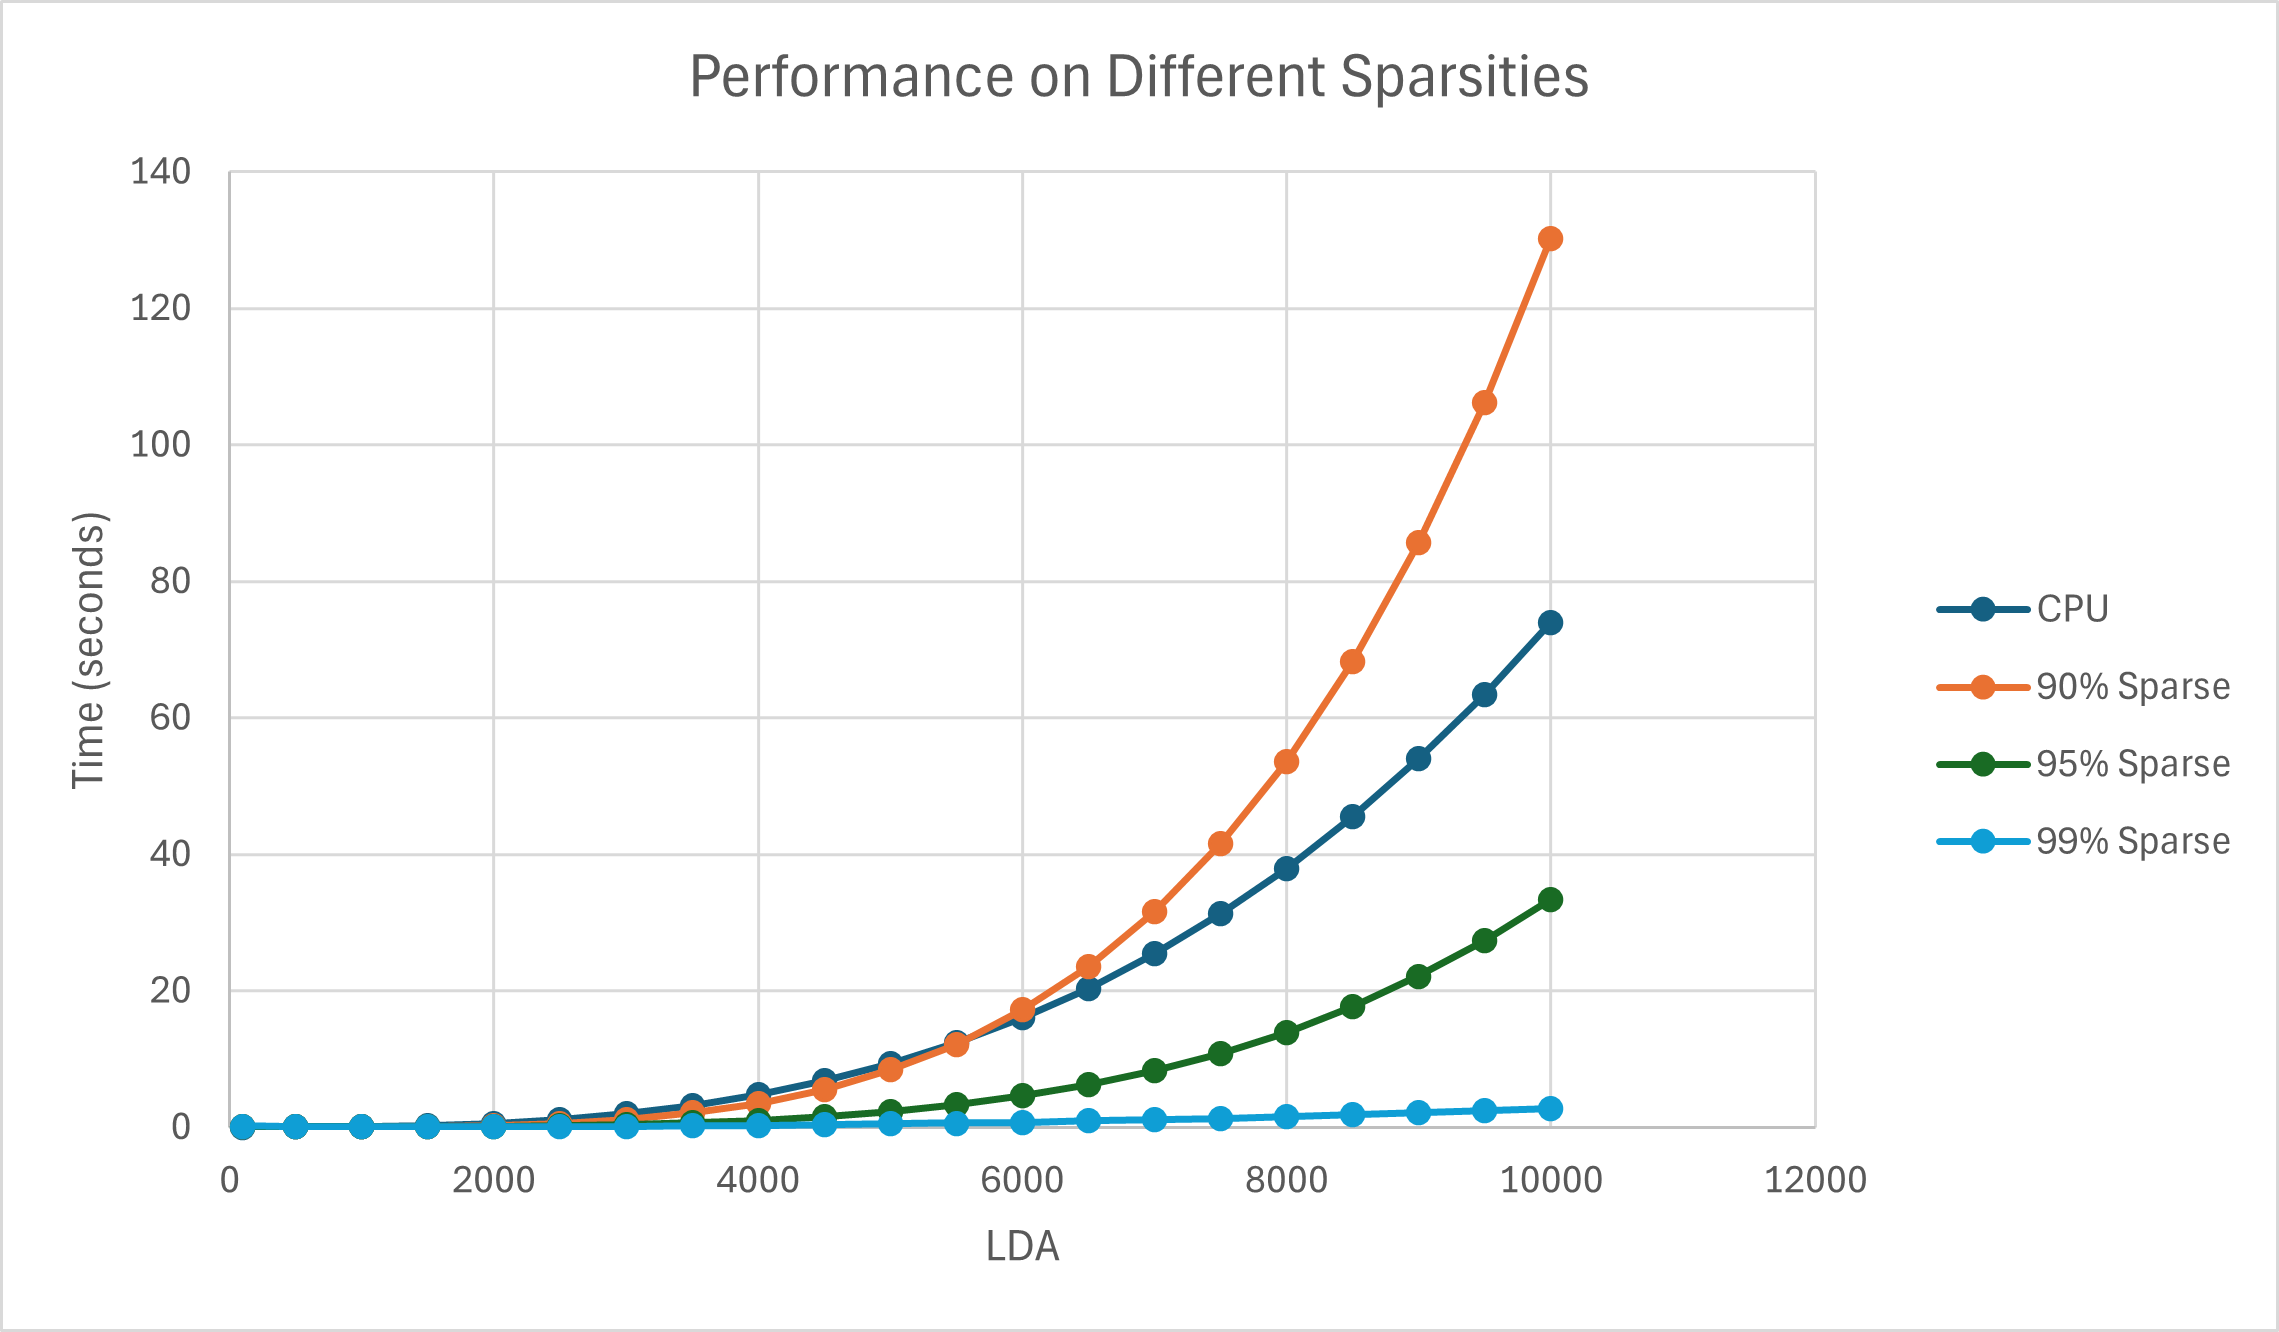 Performance on Different Sparsities
140
120
100
80
60
40
20
0
Time (seconds)
0 2000 4000 6000 8000 10000 12000
LDA
CPU
90% Sparse
95% Sparse
99% Sparse